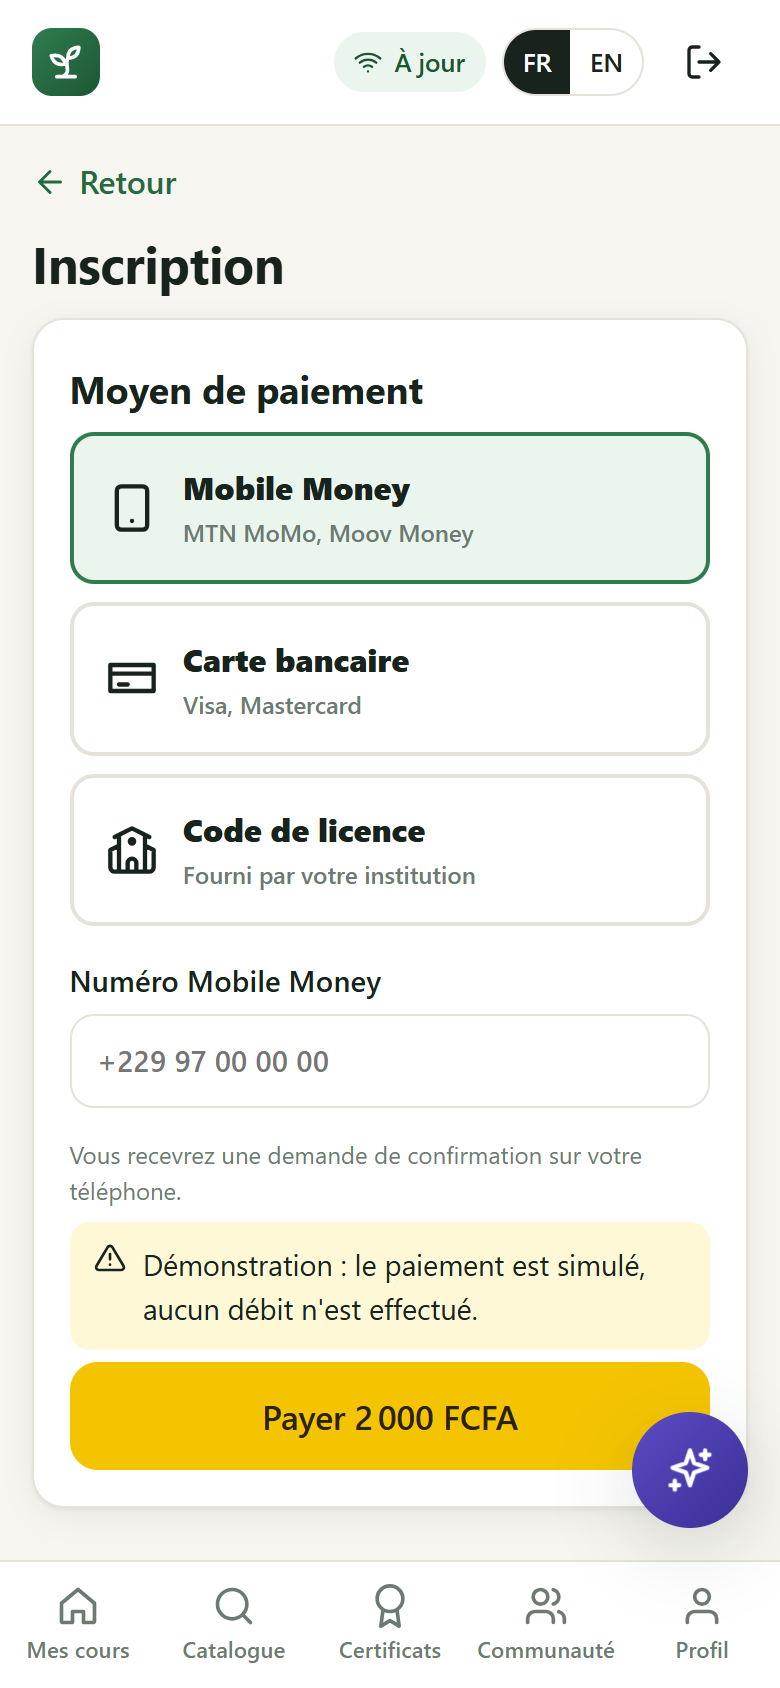 À jour
FR
EN
Retour
Inscription
Moyen de paiement
Mobile Money
MTN MoMo, Moov Money
Carte bancaire
Visa, Mastercard
Code de licence
Fourni par votre institution
Numéro Mobile Money
+229 97 00 00 00
Vous recevrez une demande de confirmation sur votre
téléphone.
Démonstration : le paiement est simulé,
aucun débit n'est effectué.
Payer 2 000 FCFA
Mes cours
Catalogue
Certificats
Communauté
Profil